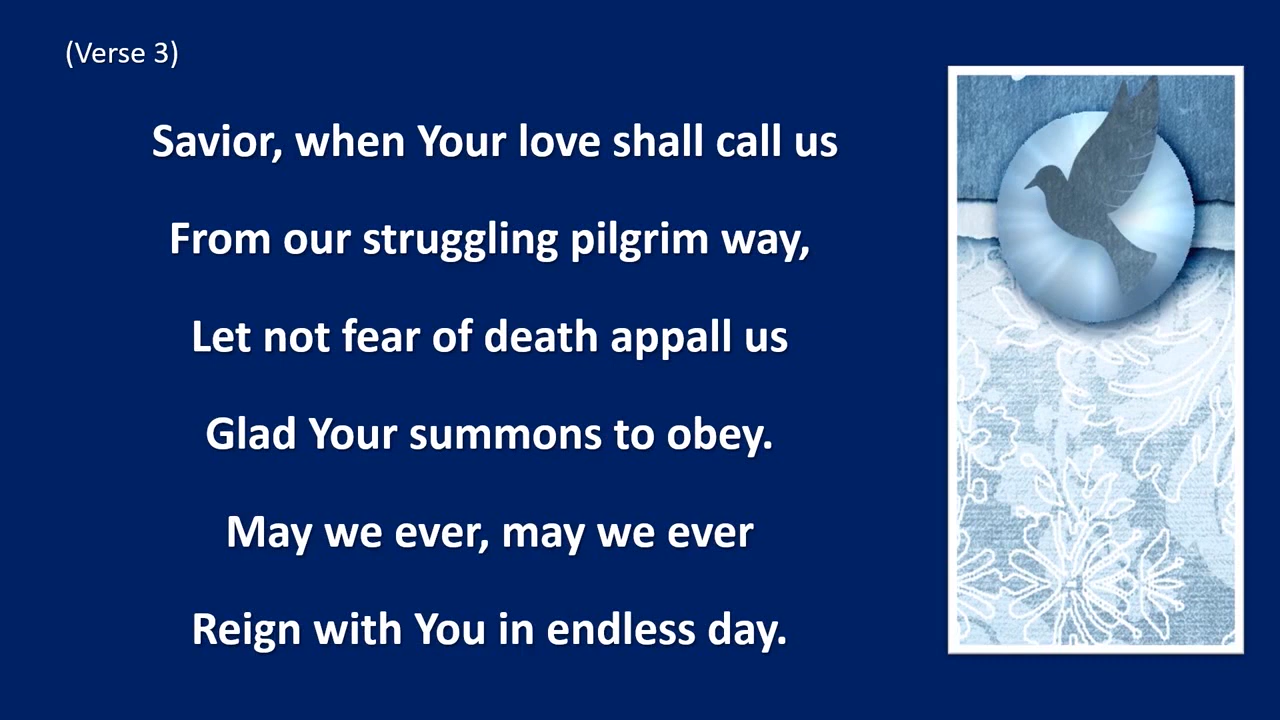 (Verse 3)
Savior, when Your love shall call us
From our struggling pilgrim way,
Let not fear of death appall us
Glad Your summons to obey.
May we ever, may we ever
Reign with You in endless day.